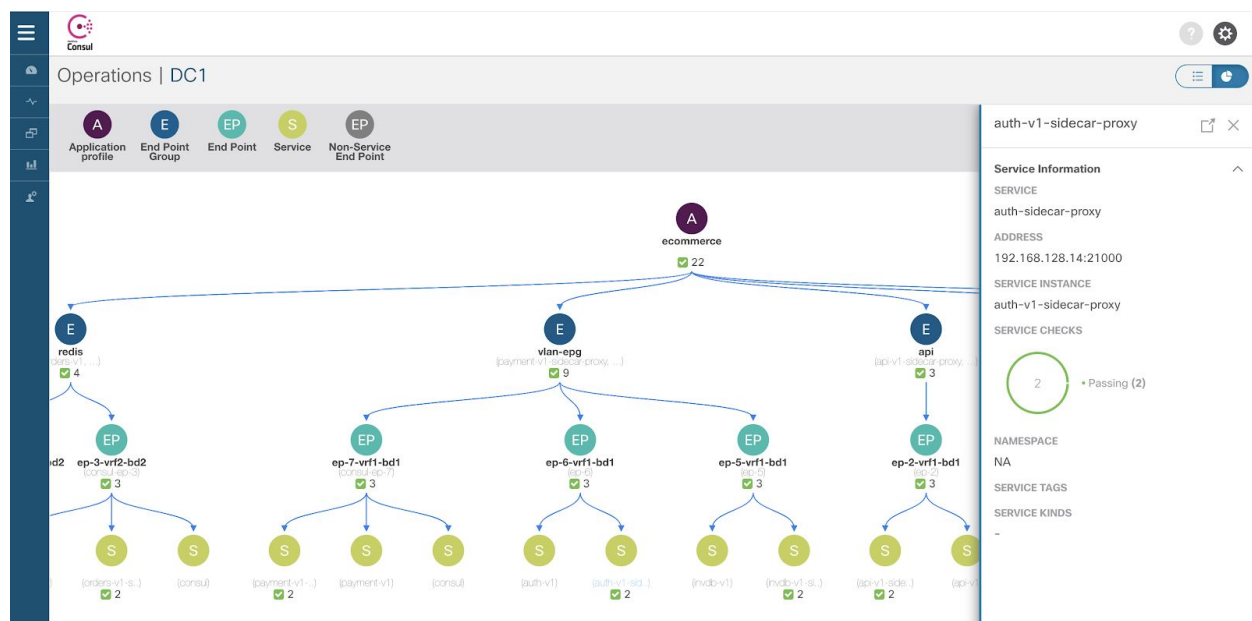 Consul
?
Operations | DC1
A
E
EP
S
EP
Application profile
End Point Group
End Point
Service
Non-Service End Point
A
ecommerce
22
E
E
E
redis
vlan-epg
api
(payment-v1-sidecar-proxy, ...)
(api-v1-sidecar-proxy, ...)
4
9
3
EP
EP
EP
EP
EP
ep-3-vrf2-bd2
ep-7-vrf1-bd1
ep-6-vrf1-bd1
ep-5-vrf1-bd1
ep-2-vrf1-bd1
(consul-ep-3)
(consul-ep-7)
(ep-6)
(ep-5)
(ep-2)
3
3
3
3
3
S
S
S
S
S
S
S
S
S
S
S
(orders-v1-s..)
(consul)
(payment-v1-..)
(payment-v1)
(consul)
(auth-v1)
(auth-v1-sid..)
(invdb-v1)
(invdb-v1-si..)
(api-v1-side..)
2
2
2
2
2
auth-v1-sidecar-proxy
Service Information
SERVICE
auth-sidecar-proxy
ADDRESS
192.168.128.14:21000
SERVICE INSTANCE
auth-v1-sidecar-proxy
SERVICE CHECKS
2
• Passing (2)
NAMESPACE
NA
SERVICE TAGS
SERVICE KINDS
-